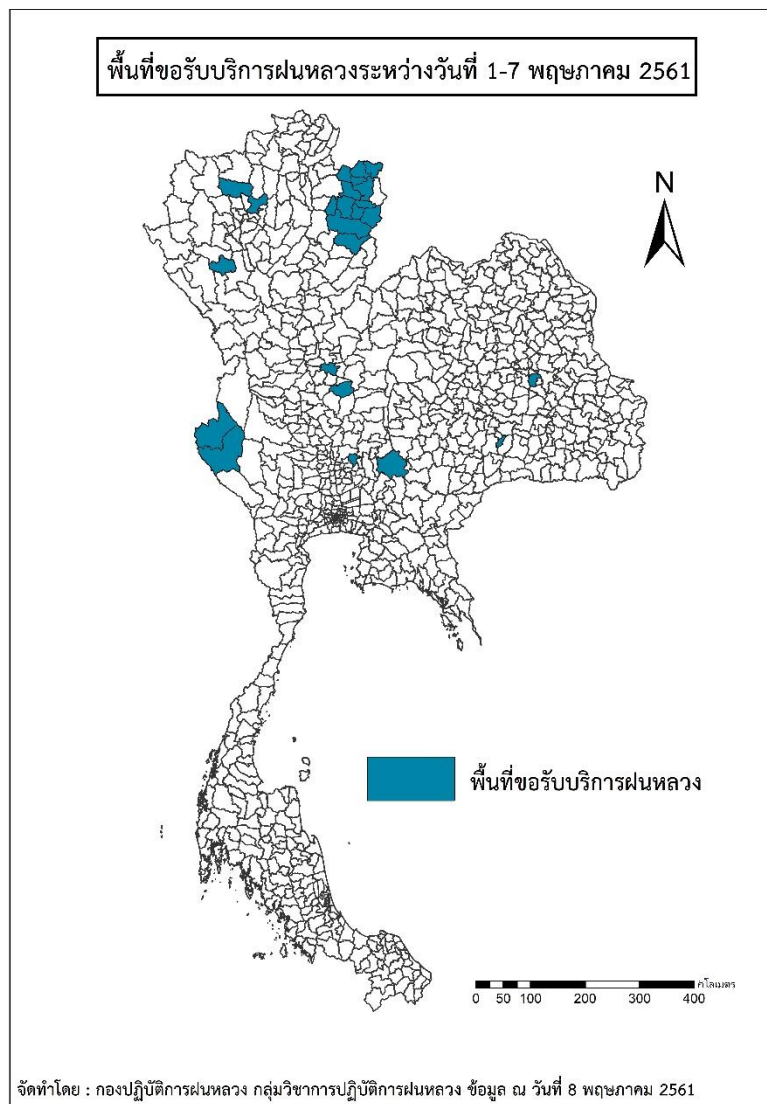 พื้นที่ขอรับบริการฝนหลวงระหว่างวันที่ 1-7 พฤษภาคม 2561
N
พื้นที่ขอรับบริการฝนหลวง
กิโลเมตร
0 50 100 200 300 400
จัดทำโดย : กองปฏิบัติการฝนหลวง กลุ่มวิชาการปฏิบัติการฝนหลวง ข้อมูล ณ วันที่ 8 พฤษภาคม 2561